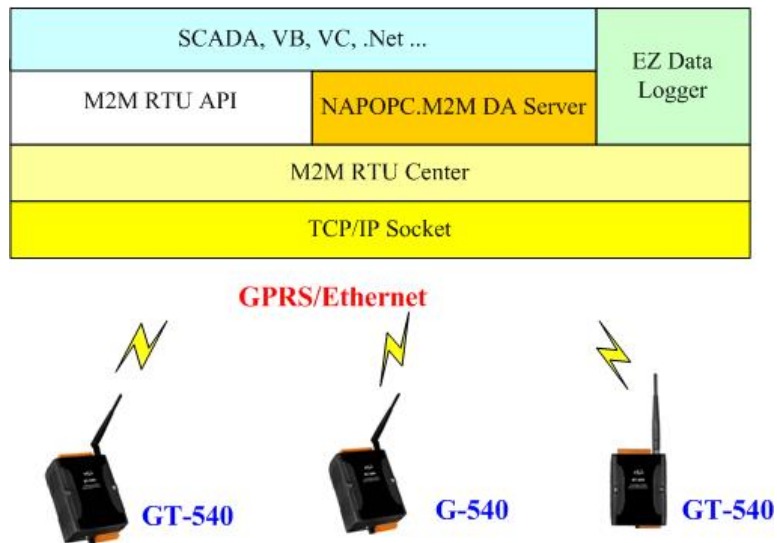 SCADA, VB, VC, .Net ...
EZ Data
Logger
M2M RTU API
NAPOPC.M2M DA Server
M2M RTU Center
TCP/IP Socket
GPRS/Ethernet
GT-540
G-540
GT-540